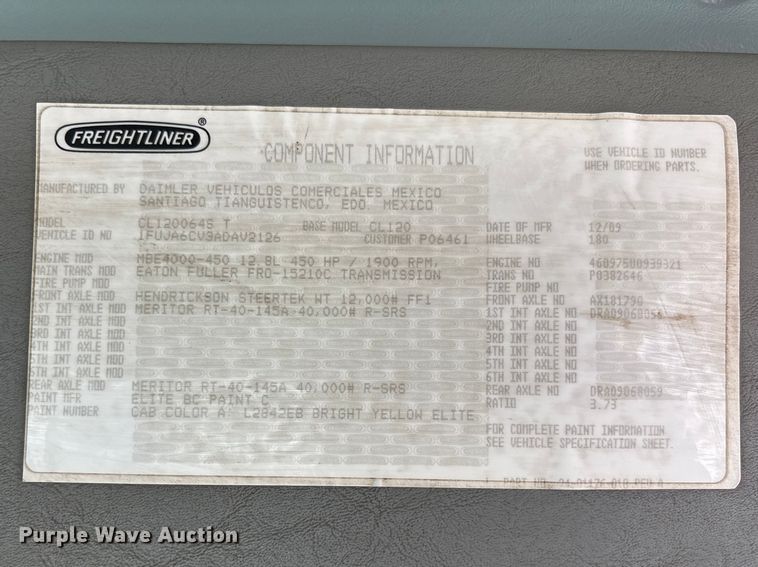 FREIGHTLINER ®
COMPONENT INFORMATION
USE VEHICLE ID NUMBER
WHEN ORDERING PARTS.
MANUFACTURED BY DAIMLER VEHICULOS COMERCIALES MEXICO
SANTIAGO TIANGUISTENCO, EDO. MEXICO
MODEL CL120064S T BASE MODEL CL120 DATE OF MFR 12/09
VEHICLE ID NO 1FUJA6CV9ADAV2126 CUSTOMER P06461 WHEELBASE 180
ENGINE MOD MBE4000-450 12.8L 450 HP / 1900 RPM, ENGINE NO 460975U0939321
MAIN TRANS MOD EATON FULLER FRO-15210C TRANSMISSION TRANS NO P0382646
FIRE PUMP MOD FIRE PUMP NO
FRONT AXLE MOD HENDRICKSON STEERTEK WT 12,000# FF1 FRONT AXLE NO AX181790
1ST INT AXLE MOD MERITOR RT-40-145A 40,000# R-SRS 1ST INT AXLE NO
2ND INT AXLE MOD 2ND INT AXLE NO
3RD INT AXLE MOD 3RD INT AXLE NO
4TH INT AXLE MOD 4TH INT AXLE NO
5TH INT AXLE MOD 5TH INT AXLE NO
6TH INT AXLE MOD 6TH INT AXLE NO
REAR AXLE MOD MERITOR RT-40-145A 40,000# R-SRS REAR AXLE NO DRA09068059
PAINT MFR ELITE BC PAINT C RATIO 3.73
PAINT NUMBER CAB COLOR A: L2842EB BRIGHT YELLOW ELITE
FOR COMPLETE PAINT INFORMATION
SEE VEHICLE SPECIFICATION SHEET.
PART NO.
Purple Wave Auction